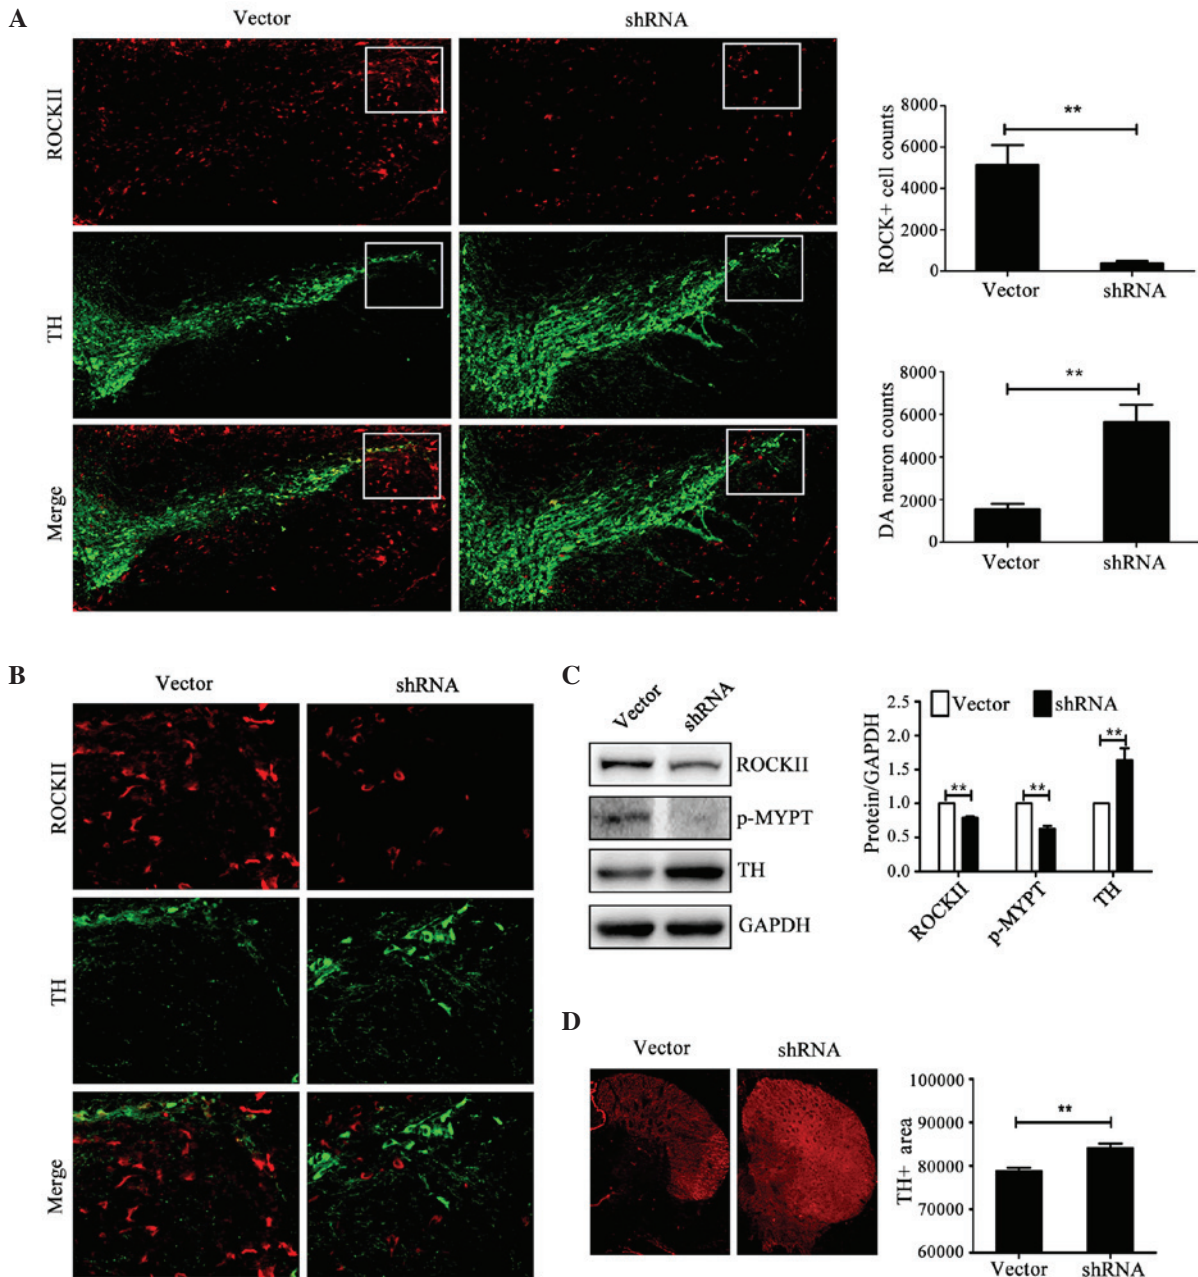 A
Vector
shRNA
ROCKII
TH
Merge
ROCK+ cell counts
8000
6000
4000
2000
0
**
Vector
shRNA
DA neuron counts
8000
6000
4000
2000
0
**
Vector
shRNA
B
Vector
shRNA
ROCKII
TH
Merge
C
Vector
shRNA
ROCKII
p-MYPT
TH
GAPDH
Protein/GAPDH
2.5
2.0
1.5
1.0
0.5
0.0
Vector
shRNA
**
**
**
ROCKII
p-MYPT
TH
D
Vector
shRNA
TH+ area
100000
90000
80000
70000
60000
**
Vector
shRNA